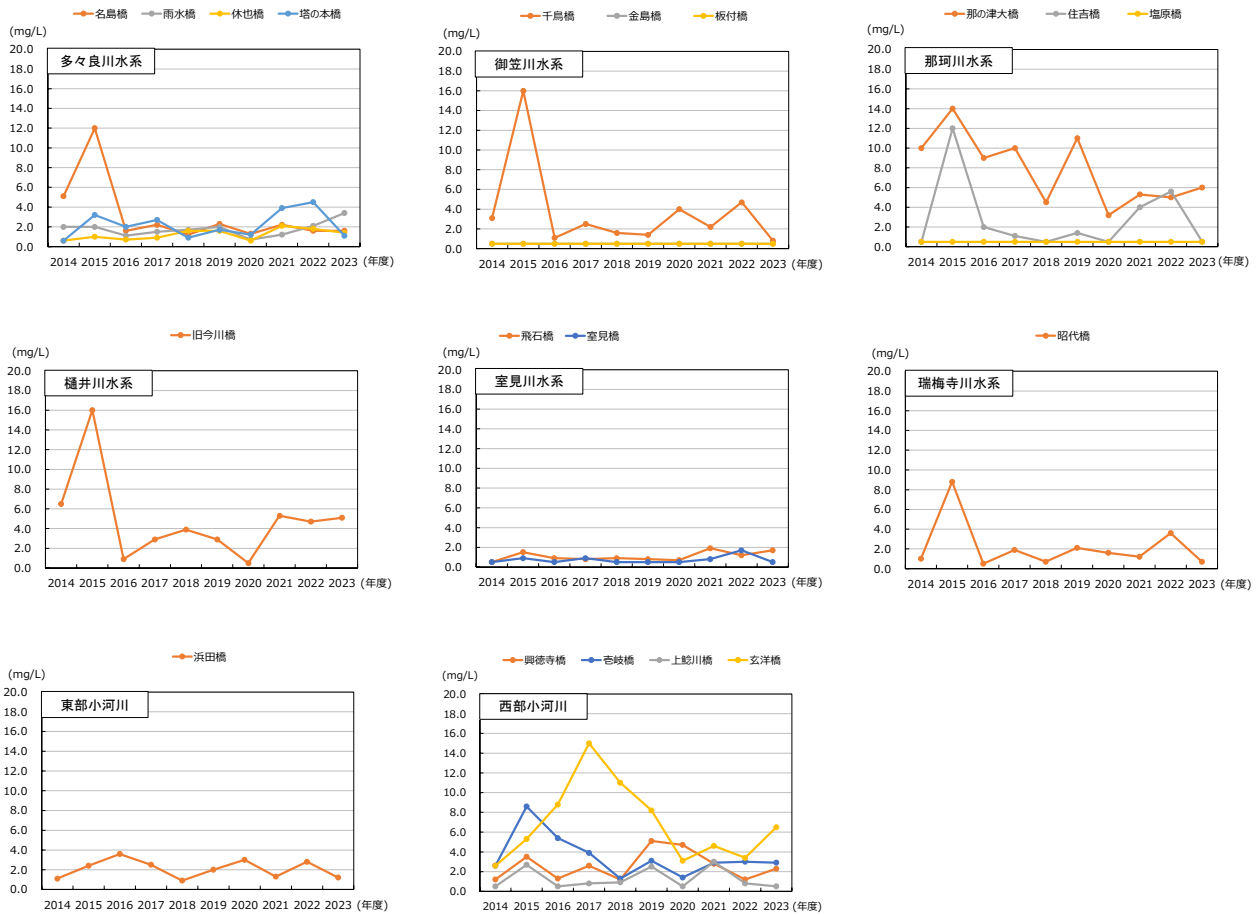 名島橋 雨水橋 休也橋 塔の本橋
(mg/L)
多々良川水系
20.0
18.0
16.0
14.0
12.0
10.0
8.0
6.0
4.0
2.0
0.0
2014 2015 2016 2017 2018 2019 2020 2021 2022 2023 (年度)
千鳥橋 金島橋 板付橋
(mg/L)
御笠川水系
20.0
18.0
16.0
14.0
12.0
10.0
8.0
6.0
4.0
2.0
0.0
2014 2015 2016 2017 2018 2019 2020 2021 2022 2023 (年度)
那の津大橋 住吉橋 塩原橋
(mg/L)
那珂川水系
20.0
18.0
16.0
14.0
12.0
10.0
8.0
6.0
4.0
2.0
0.0
2014 2015 2016 2017 2018 2019 2020 2021 2022 2023 (年度)
旧今川橋
(mg/L)
樋井川水系
20.0
18.0
16.0
14.0
12.0
10.0
8.0
6.0
4.0
2.0
0.0
2014 2015 2016 2017 2018 2019 2020 2021 2022 2023 (年度)
飛石橋 室見橋
(mg/L)
室見川水系
20.0
18.0
16.0
14.0
12.0
10.0
8.0
6.0
4.0
2.0
0.0
2014 2015 2016 2017 2018 2019 2020 2021 2022 2023 (年度)
昭代橋
(mg/L)
瑞梅寺川水系
20.0
18.0
16.0
14.0
12.0
10.0
8.0
6.0
4.0
2.0
0.0
2014 2015 2016 2017 2018 2019 2020 2021 2022 2023 (年度)
浜田橋
(mg/L)
東部小河川
20.0
18.0
16.0
14.0
12.0
10.0
8.0
6.0
4.0
2.0
0.0
2014 2015 2016 2017 2018 2019 2020 2021 2022 2023 (年度)
興徳寺橋 壱岐橋 上鯰川橋 玄洋橋
(mg/L)
西部小河川
20.0
18.0
16.0
14.0
12.0
10.0
8.0
6.0
4.0
2.0
0.0
2014 2015 2016 2017 2018 2019 2020 2021 2022 2023 (年度)